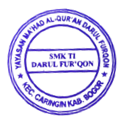 YAYASAN MA'HAD AL-QUR'AN DARUL FURQON
SMK TI
DARUL FUR'QON
KEC. CARINGIN KAB. BOGOR